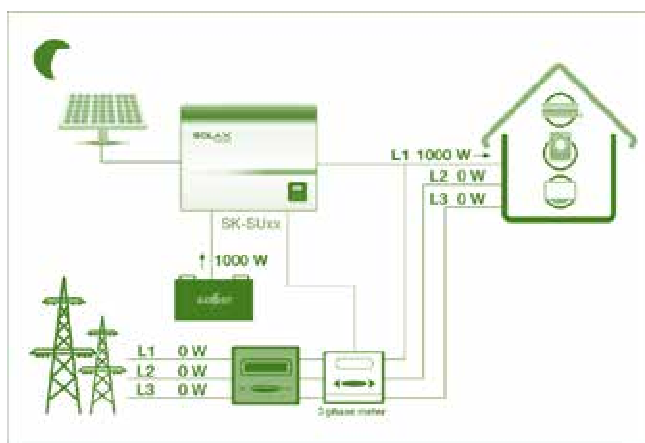 SOLAX
L1 1000 W
L2 0 W
L3 0 W
SK-SUxx
1000 W
L1 0 W
L2 0 W
L3 0 W
3 phase meter